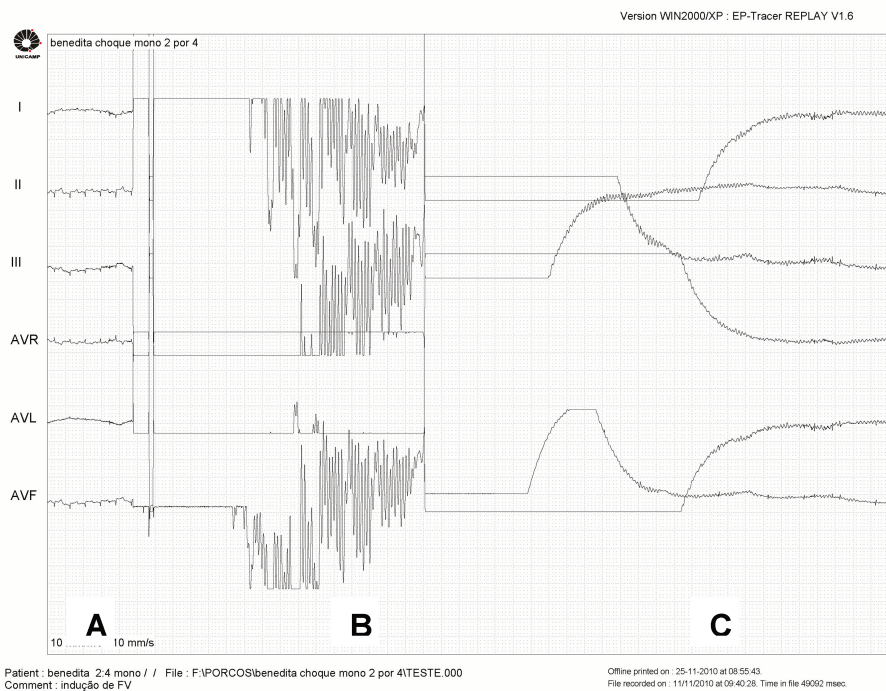 Version WIN2000/XP : EP-Tracer REPLAY V1.6
UNICAMP
benedita choque mono 2 por 4
I
II
III
AVR
AVL
AVF
A
B
C
10 10 mm/s
Patient : benedita 2:4 mono / / File : F:\PORCOS\benedita choque mono 2 por 4\TESTE.000
Comment : indução de FV
Offline printed on : 25-11-2010 at 08:55:43.
File recorded on : 11/11/2010 at 09:40:28. Time in file 49092 msec.